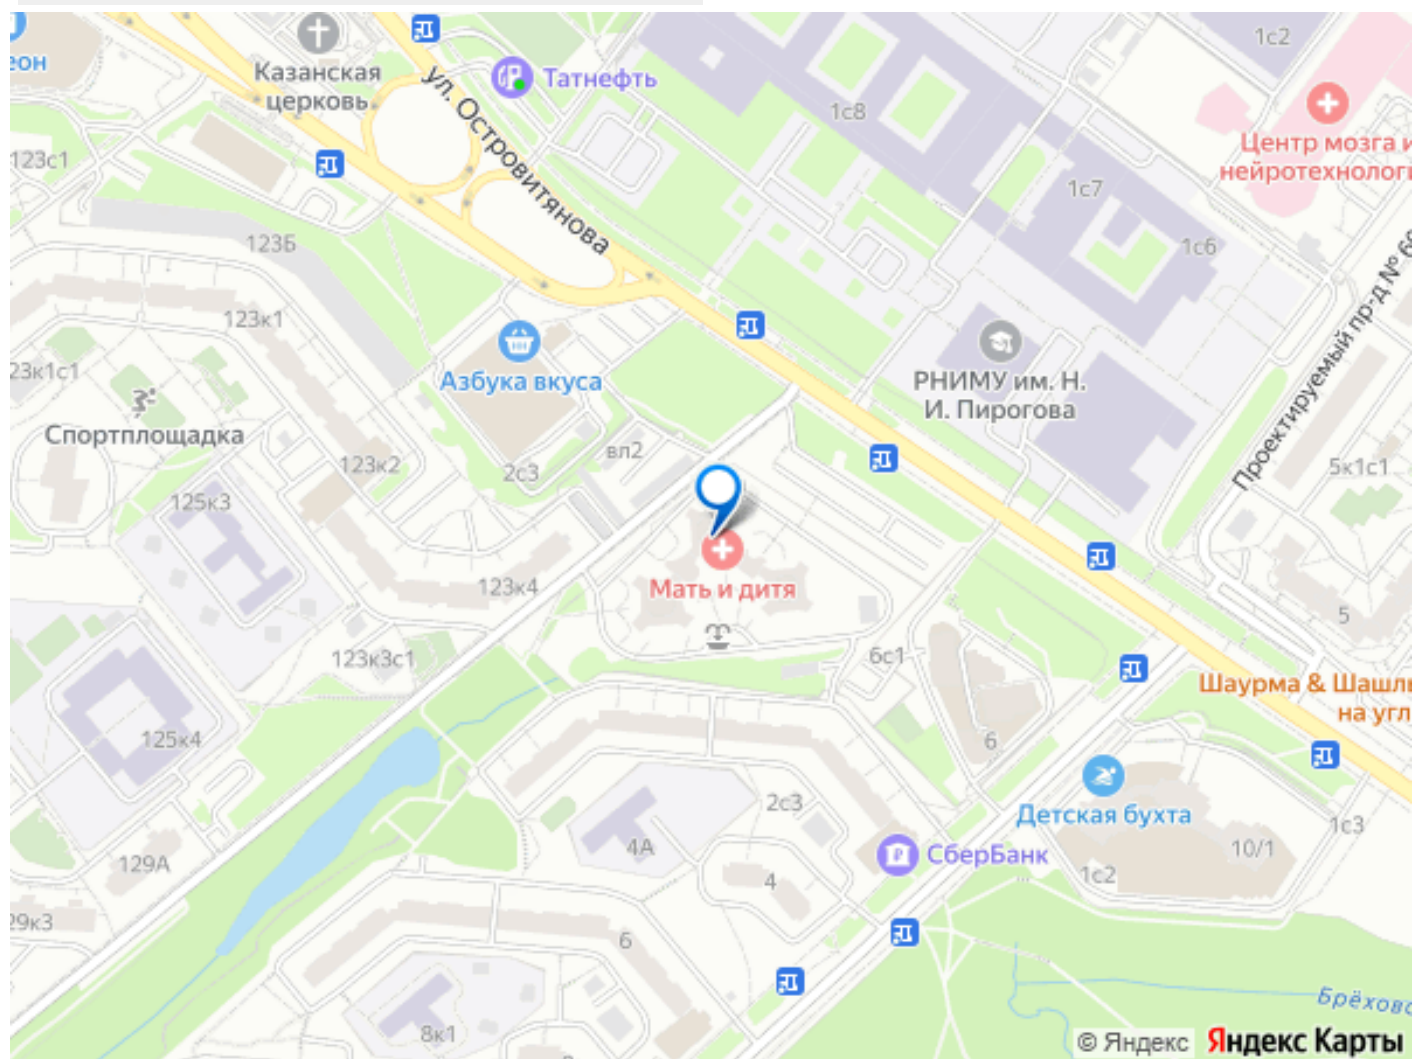 1с2
еон
Казанская
церковь
ул. Островитянова
Татнефть
1с8
Центр мозга и
нейротехнологи
123с1
1с7
123Б
1с6
123к1
Азбука вкуса
РНИМУ им. Н.
И. Пирогова
Проектируемый пр-д № 6
23к1с1
Спортплощадка
123к2
вл2
2с3
5к1с1
125к3
123к4
Мать и дитя
5
123к3с1
6с1
Шаурма & Шашлы
на угл
125к4
6
2с3
Детская бухта
129А
4А
СберБанк
10/1
1с3
4
1с2
29к3
6
8к1
Брёховс
© Яндекс Яндекс Карты